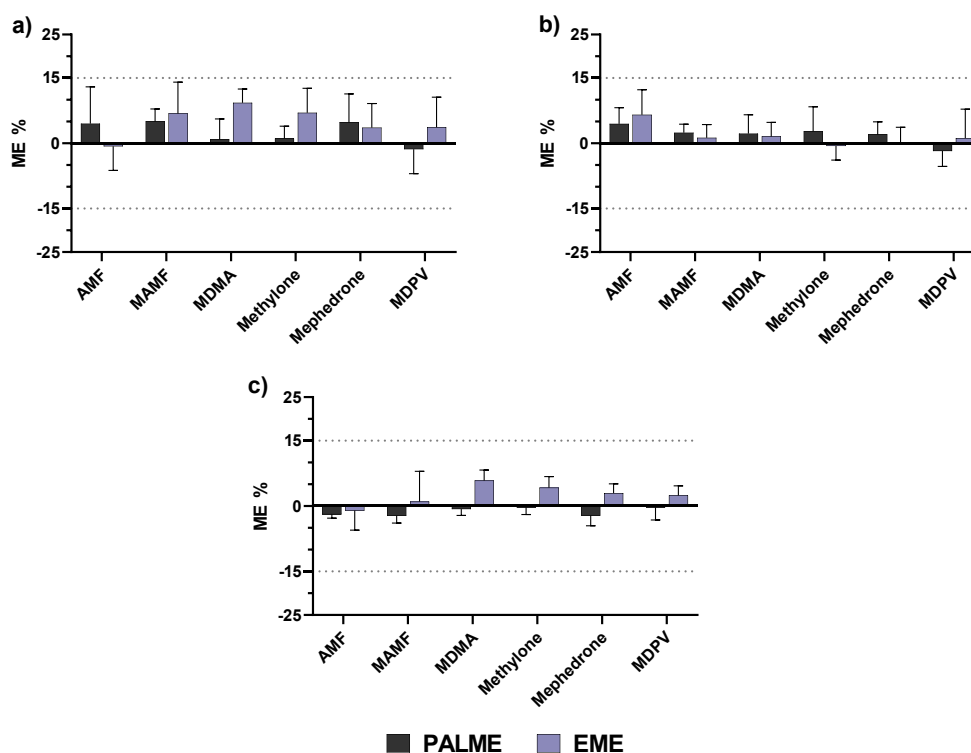 a)
ME %
25
15
0
-15
-25
AMF
MAMF
MDMA
Methylone
Mephedrone
MDPV
b)
ME %
25
15
0
-15
-25
AMF
MAMF
MDMA
Methylone
Mephedrone
MDPV
c)
ME %
25
15
0
-15
-25
AMF
MAMF
MDMA
Methylone
Mephedrone
MDPV
PALME EME